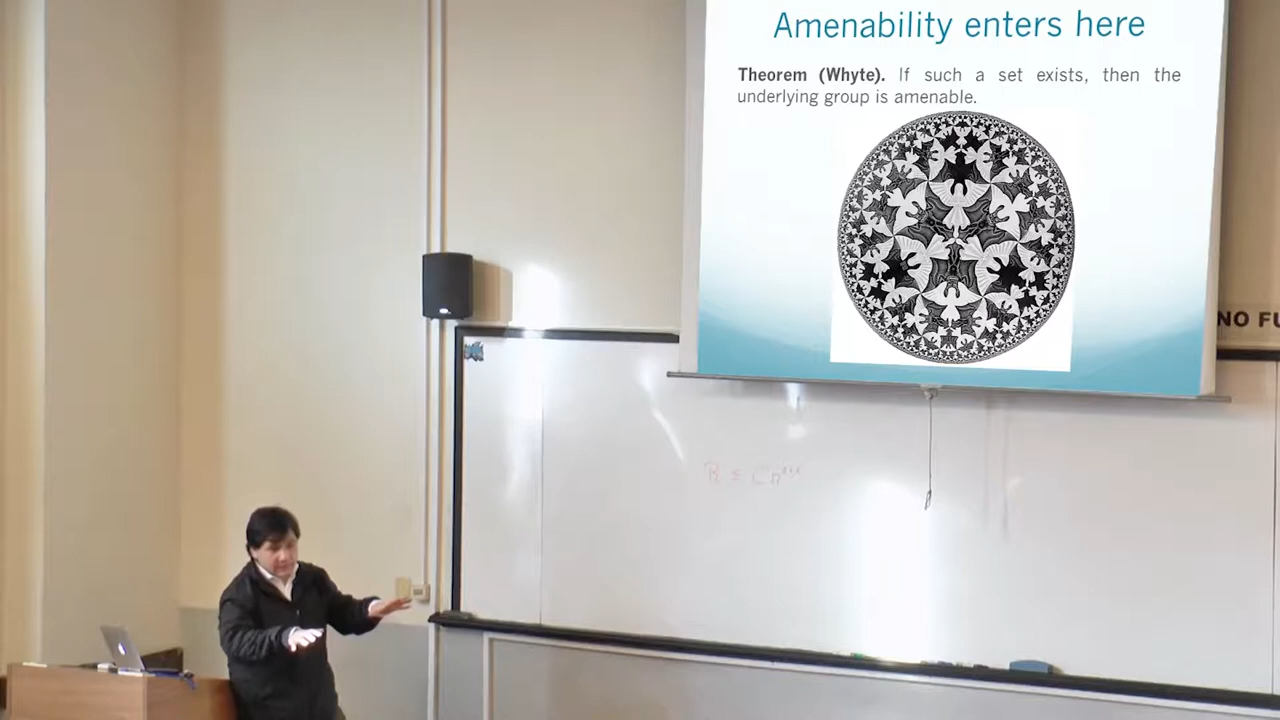 Amenability enters here
Theorem (Whyte). If such a set exists, then the
underlying group is amenable.
NO FU